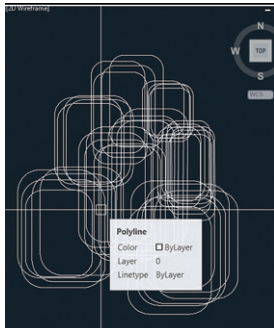 [2D Wireframe]
N
W
TOP
S
WCS
Polyline
Color ByLayer
Layer 0
Linetype ByLayer